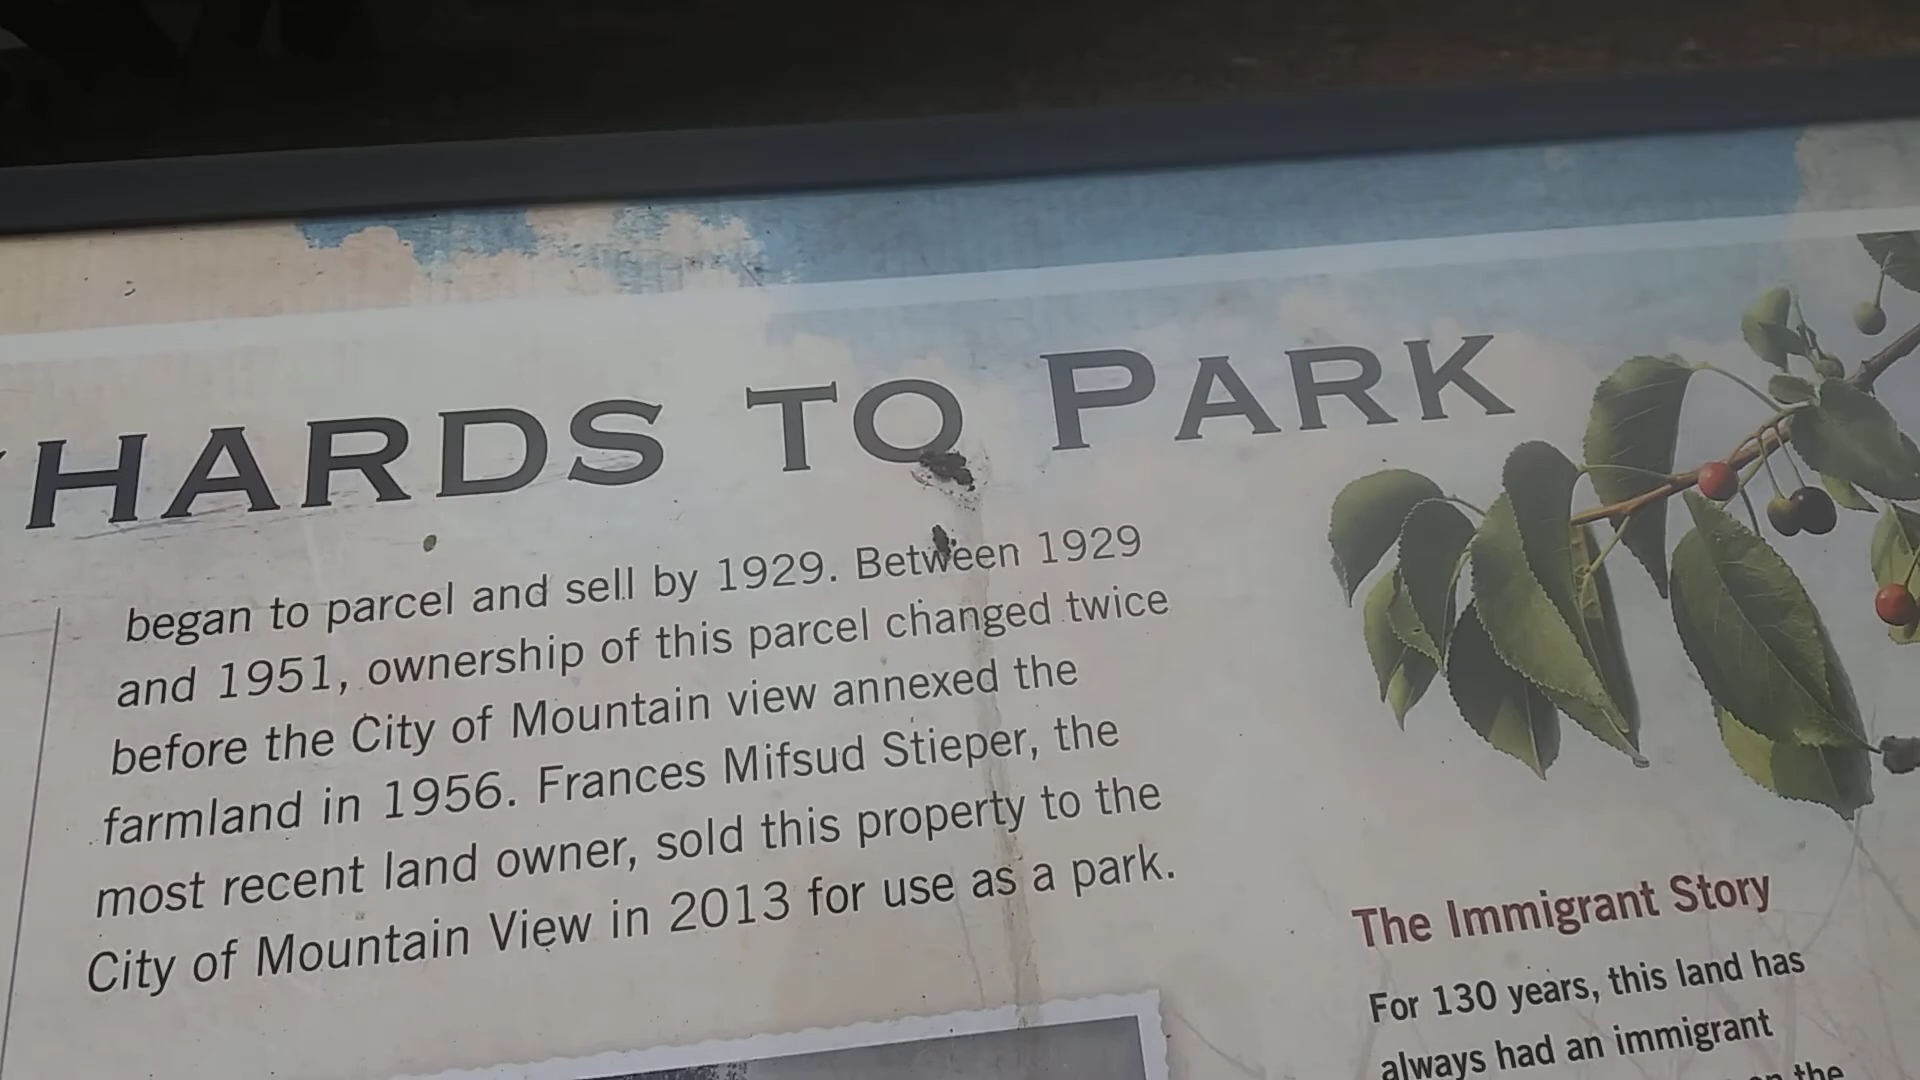 HARDS TO PARK
began to parcel and sell by 1929. Between 1929
and 1951, ownership of this parcel changed twice
before the City of Mountain view annexed the
farmland in 1956. Frances Mifsud Stieper, the
most recent land owner, sold this property to the
City of Mountain View in 2013 for use as a park.
The Immigrant Story
For 130 years, this land has
always had an immigrant
on the